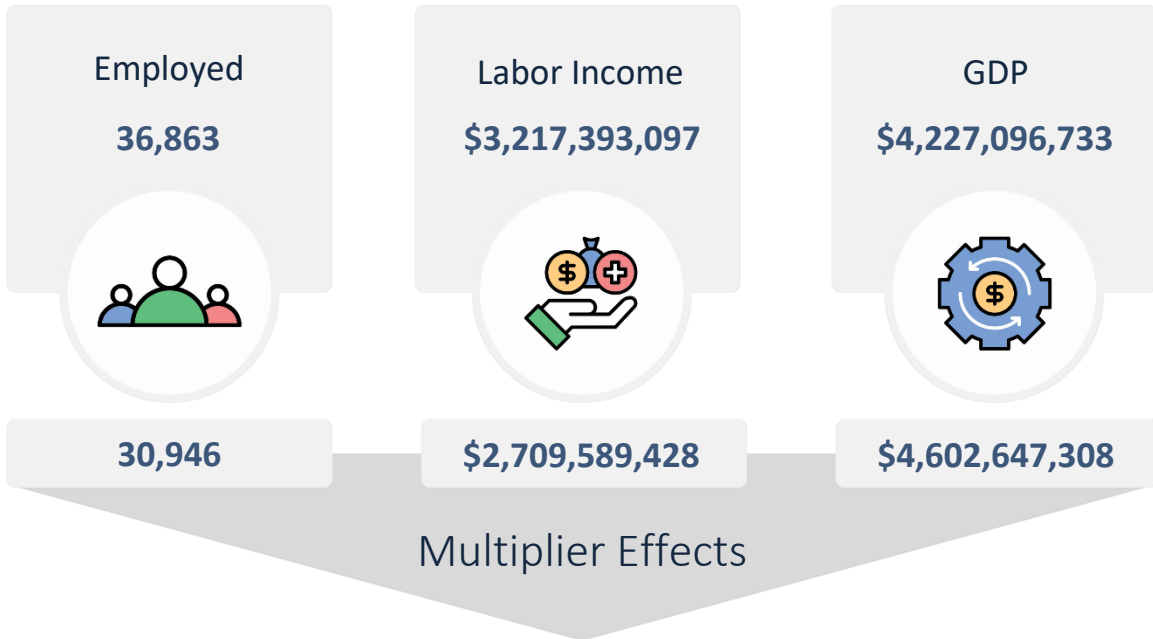 Employed
36,863
Labor Income
$3,217,393,097
GDP
$4,227,096,733
$
$
30,946
$2,709,589,428
$4,602,647,308
Multiplier Effects